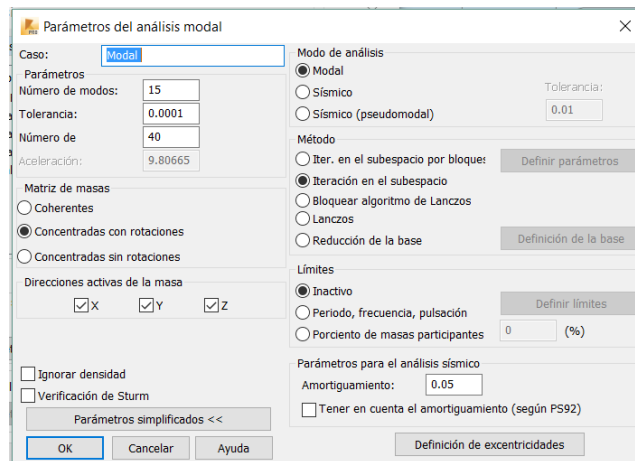 PRO
Parámetros del análisis modal
Caso: Modal
Parámetros
Número de modos: 15
Tolerancia: 0.0001
Número de 40
Aceleración: 9.80665
Matriz de masas
Coherentes
Concentradas con rotaciones
Concentradas sin rotaciones
Direcciones activas de la masa
X Y Z
Ignorar densidad
Verificación de Sturm
Parámetros simplificados <<
OK Cancelar Ayuda
Modo de análisis
Modal
Sísmico Tolerancia:
Sísmico (pseudomodal) 0.01
Método
Iter. en el subespacio por bloques Definir parámetros
Iteración en el subespacio
Bloquear algoritmo de Lanczos
Lanczos
Reducción de la base Definición de la base
Límites
Inactivo
Periodo, frecuencia, pulsación Definir límites
Porciento de masas participantes 0 (%)
Parámetros para el análisis sísmico
Amortiguamiento: 0.05
Tener en cuenta el amortiguamiento (según PS92)
Definición de excentricidades